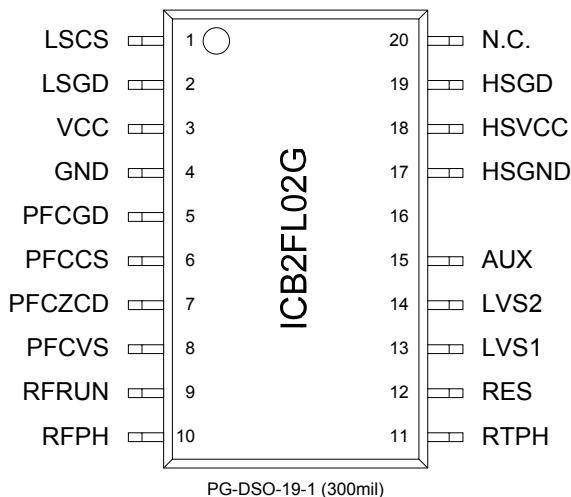 LSCS 1 20 N.C.
LSGD 2 19 HSGD
VCC 3 18 HSVCC
GND 4 17 HSGND
PFCGD 5 16
PFCCS 6 15 AUX
PFCZCD 7 14 LVS2
PFCVS 8 13 LVS1
RFRUN 9 12 RES
RFPH 10 11 RTPH
ICB2FL02G
PG-DSO-19-1 (300mil)